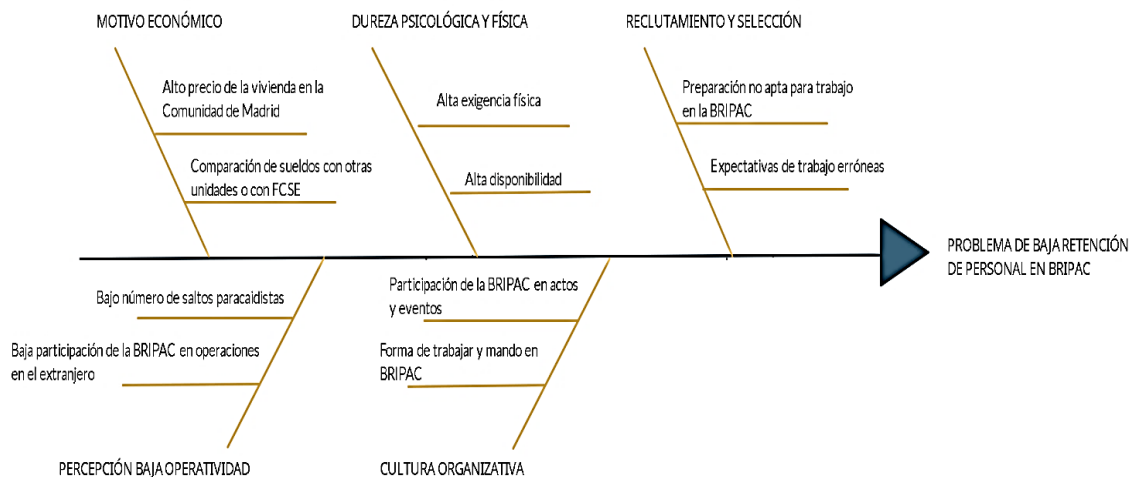 MOTIVO ECONÓMICO
DUREZA PSICOLÓGICA Y FÍSICA
RECLUTAMIENTO Y SELECCIÓN
Alto precio de la vivienda en la
Comunidad de Madrid
Comparación de sueldos con otras
unidades o con FCSE
Alta exigencia física
Alta disponibilidad
Preparación no apta para trabajo
en la BRIPAC
Expectativas de trabajo erróneas
PROBLEMA DE BAJA RETENCIÓN
DE PERSONAL EN BRIPAC
Bajo número de saltos paracaidistas
Baja participación de la BRIPAC en operaciones
en el extranjero
Participación de la BRIPAC en actos
y eventos
Forma de trabajar y mando en
BRIPAC
PERCEPCIÓN BAJA OPERATIVIDAD
CULTURA ORGANIZATIVA